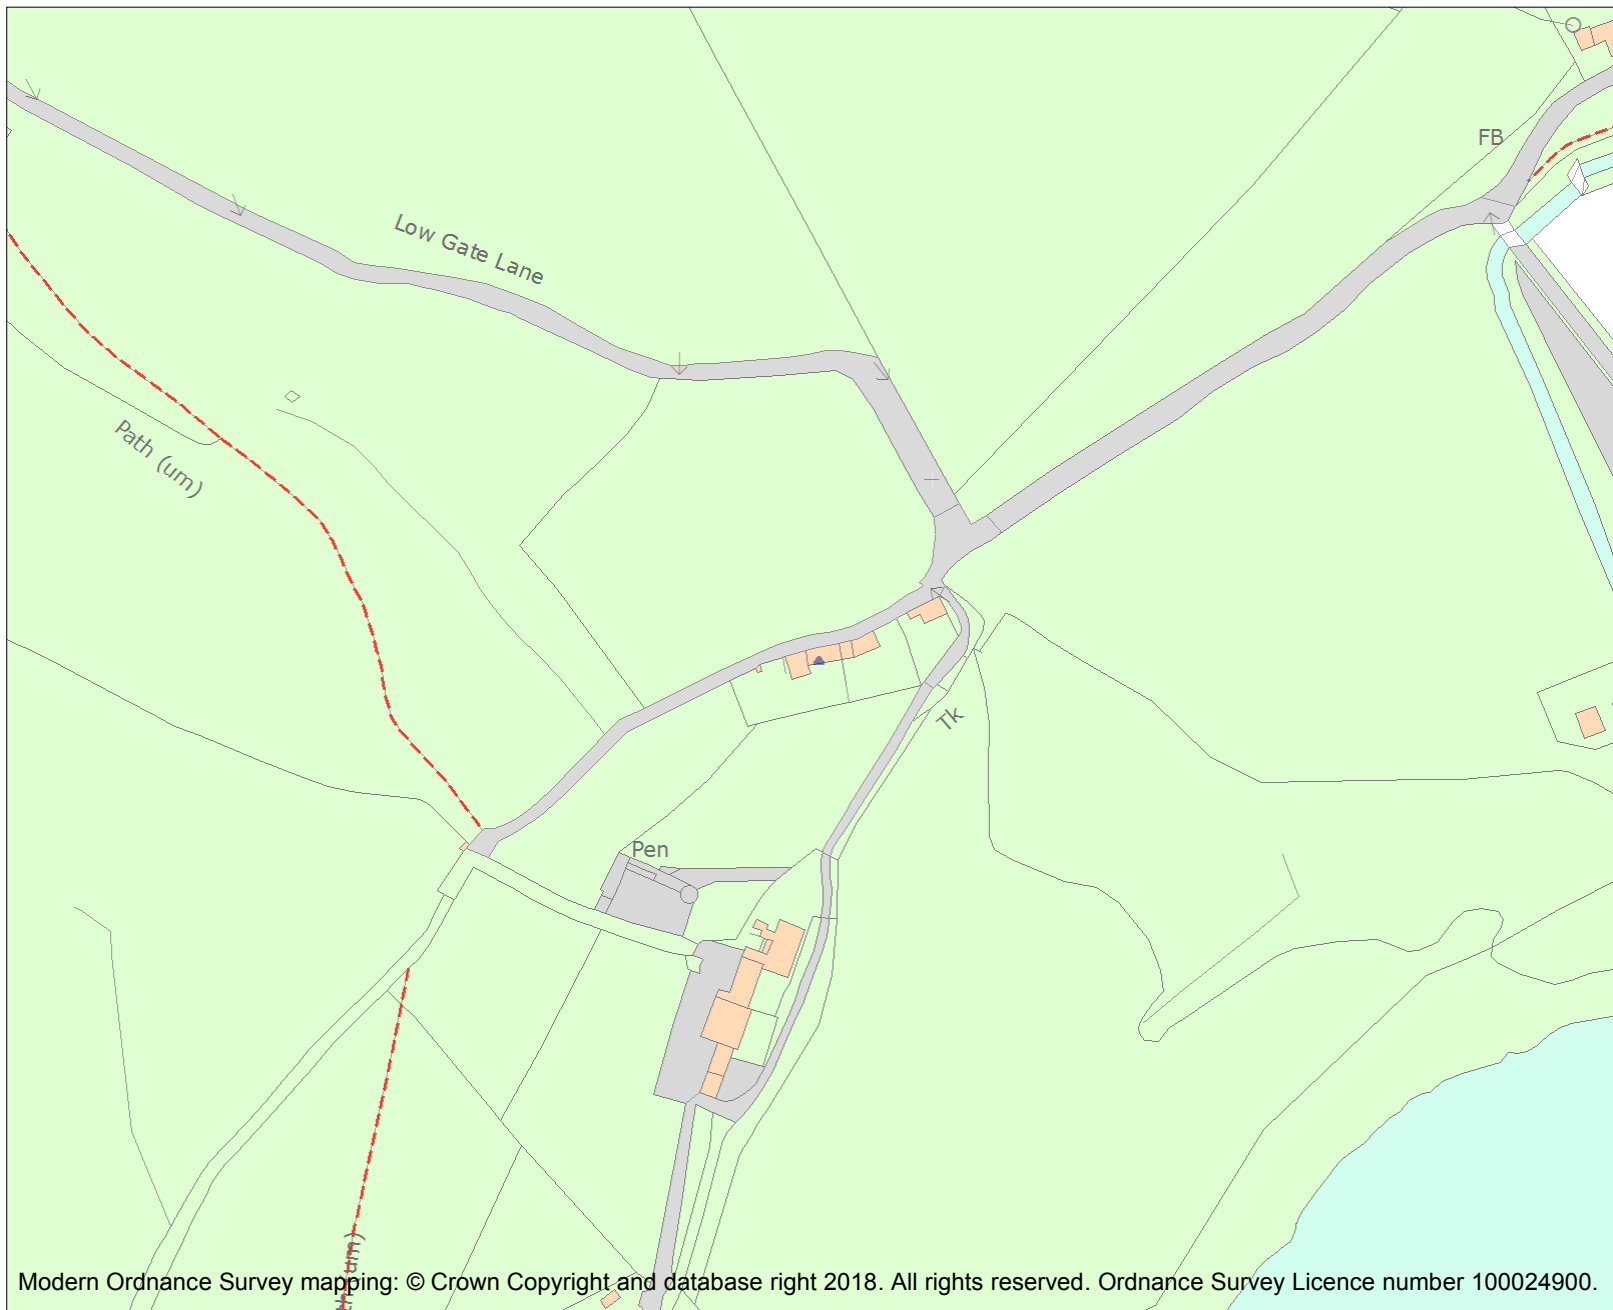 FB
Low Gate Lane
Path (um)
Tk
Pen
um)
Modern Ordnance Survey mapping: © Crown Copyright and database right 2018. All rights reserved. Ordnance Survey Licence number 100024900.